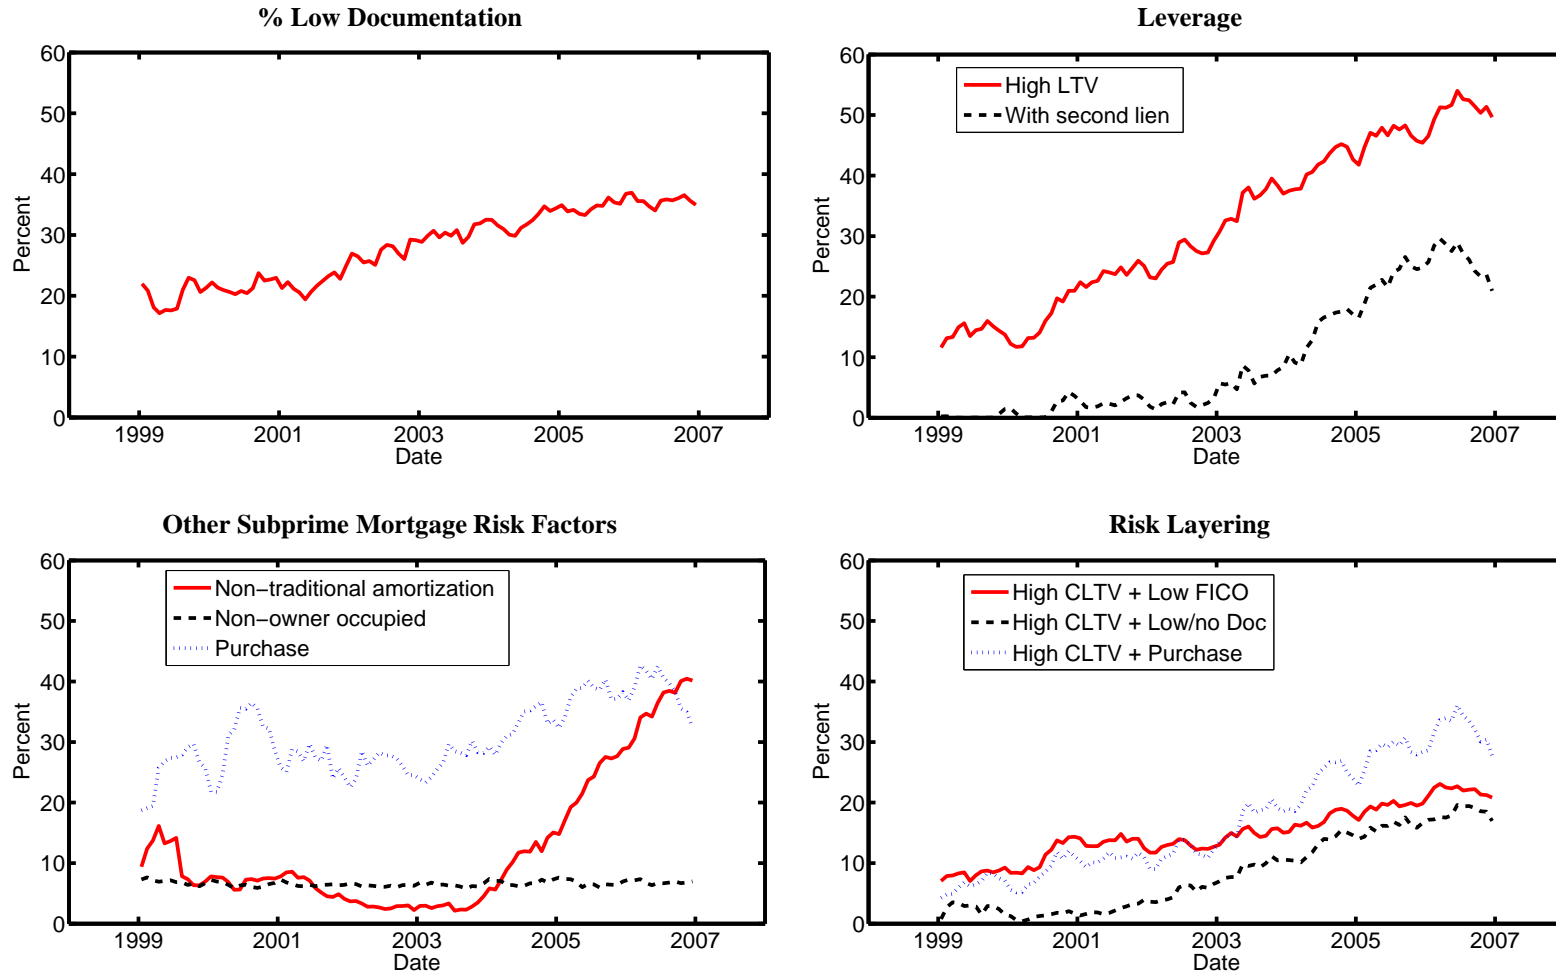 % Low Documentation
60
50
40
30
20
10
0
Percent
1999 2001 2003 2005 2007
Date
Leverage
60
50
40
30
20
10
0
Percent
High LTV
With second lien
1999 2001 2003 2005 2007
Date
Other Subprime Mortgage Risk Factors
60
50
40
30
20
10
0
Percent
Non−traditional amortization
Non−owner occupied
Purchase
1999 2001 2003 2005 2007
Date
Risk Layering
60
50
40
30
20
10
0
Percent
High CLTV + Low FICO
High CLTV + Low/no Doc
High CLTV + Purchase
1999 2001 2003 2005 2007
Date